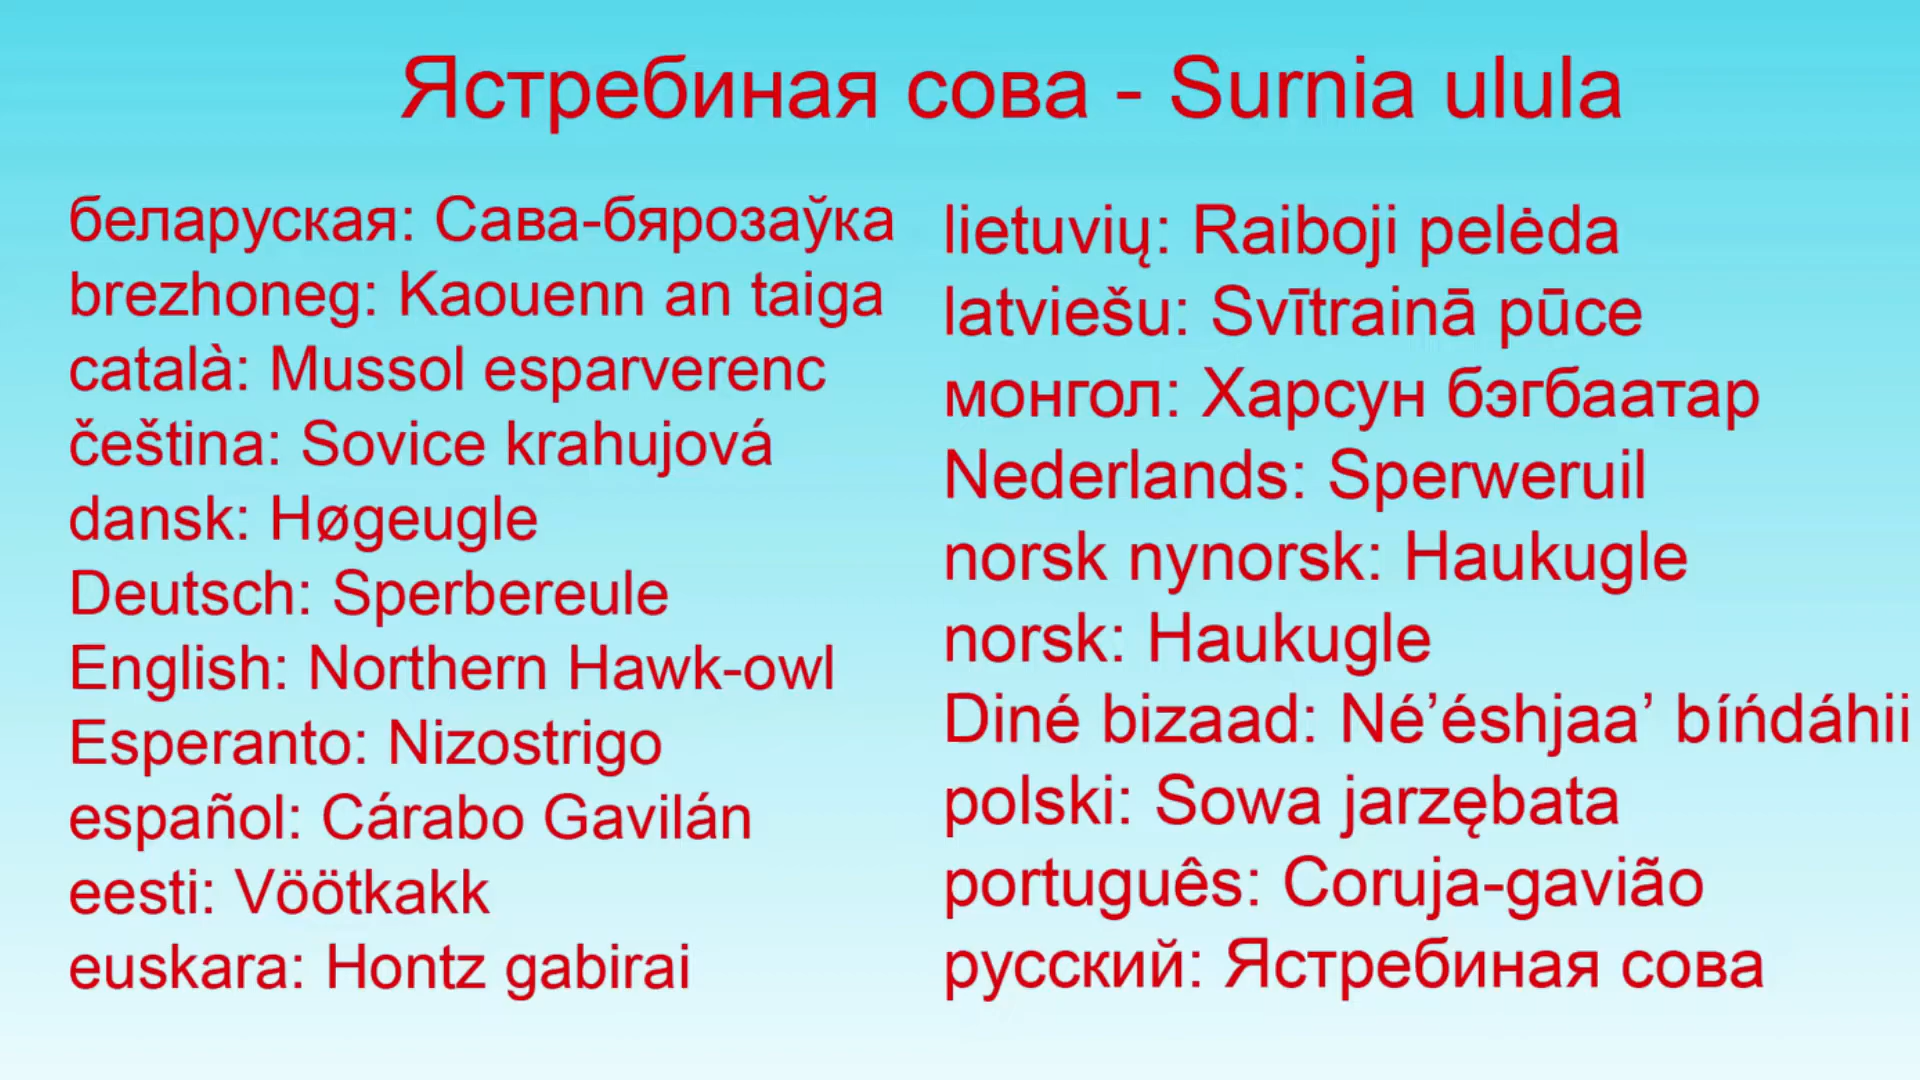 Ястребиная сова - Surnia ulula
беларуская: Сава-бярозаўка
brezhoneg: Kaouenn an taiga
català: Mussol esparverenc
čeština: Sovice krahujová
dansk: Høgeugle
Deutsch: Sperbereule
English: Northern Hawk-owl
Esperanto: Nizostrigo
español: Cárabo Gavilán
eesti: Vöötkakk
euskara: Hontz gabirai
lietuvių: Raiboji pelėda
latviešu: Svītrainā pūce
монгол: Харсун бэгбаатар
Nederlands: Sperweruil
norsk nynorsk: Haukugle
norsk: Haukugle
Diné bizaad: Né’éshjaa’ bíńdáhii
polski: Sowa jarzębata
português: Coruja-gavião
русский: Ястребиная сова